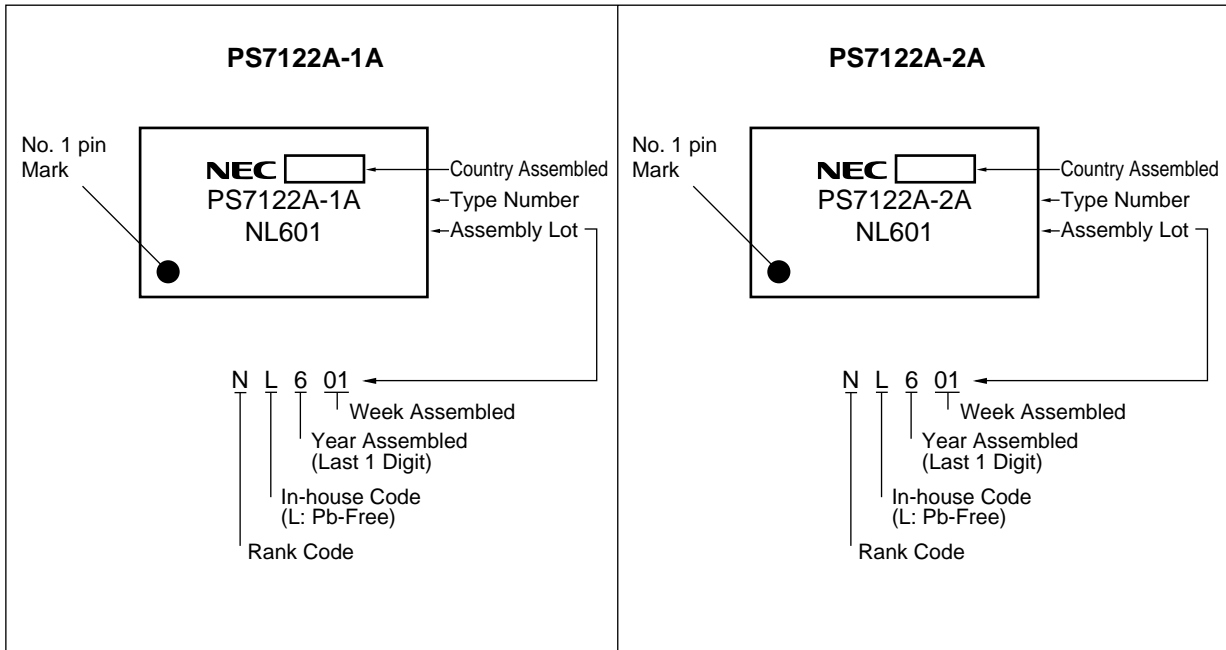 PS7122A-1A
No. 1 pin
Mark
NEC
Country Assembled
PS7122A-1A
Type Number
NL601
Assembly Lot
N L 6 01
Week Assembled
Year Assembled
(Last 1 Digit)
In-house Code
(L: Pb-Free)
Rank Code
PS7122A-2A
No. 1 pin
Mark
NEC
Country Assembled
PS7122A-2A
Type Number
NL601
Assembly Lot
N L 6 01
Week Assembled
Year Assembled
(Last 1 Digit)
In-house Code
(L: Pb-Free)
Rank Code